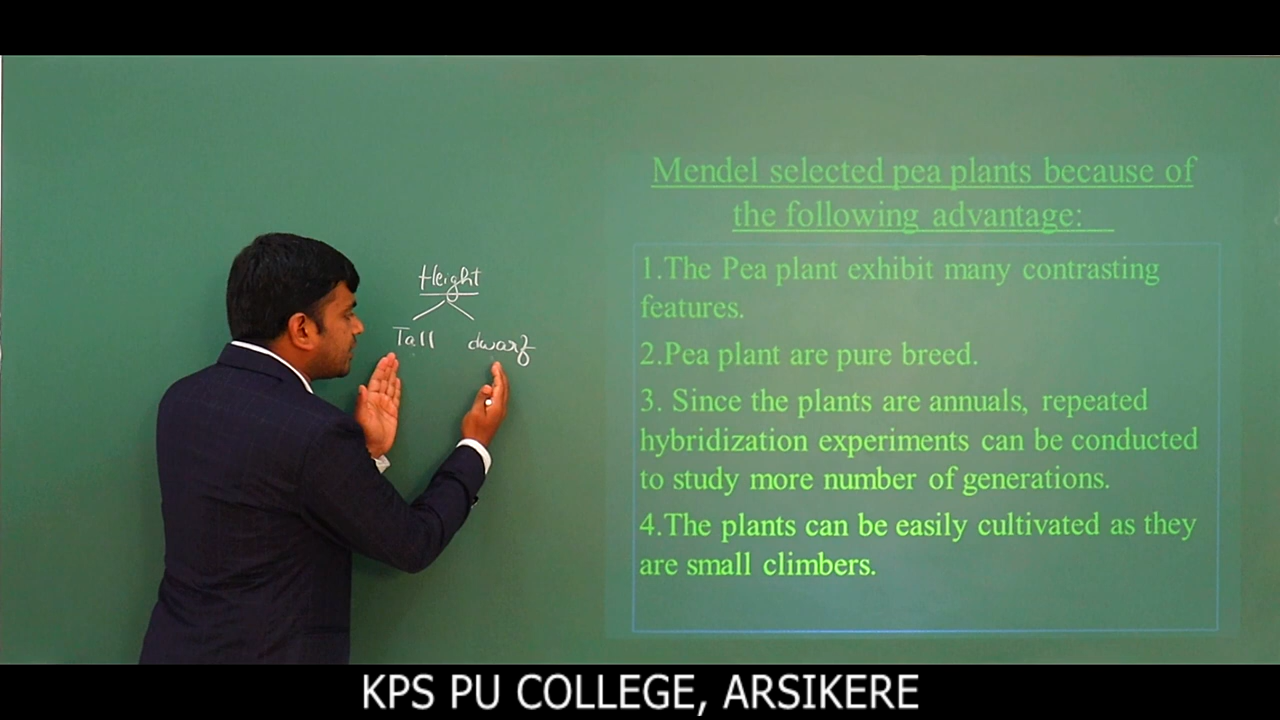 Height
Tall dwarf
Mendel selected pea plants because of
the following advantage:
1.The Pea plant exhibit many contrasting
features.
2.Pea plant are pure breed.
3. Since the plants are annuals, repeated
hybridization experiments can be conducted
to study more number of generations.
4.The plants can be easily cultivated as they
are small climbers.
KPS PU COLLEGE, ARSIKERE